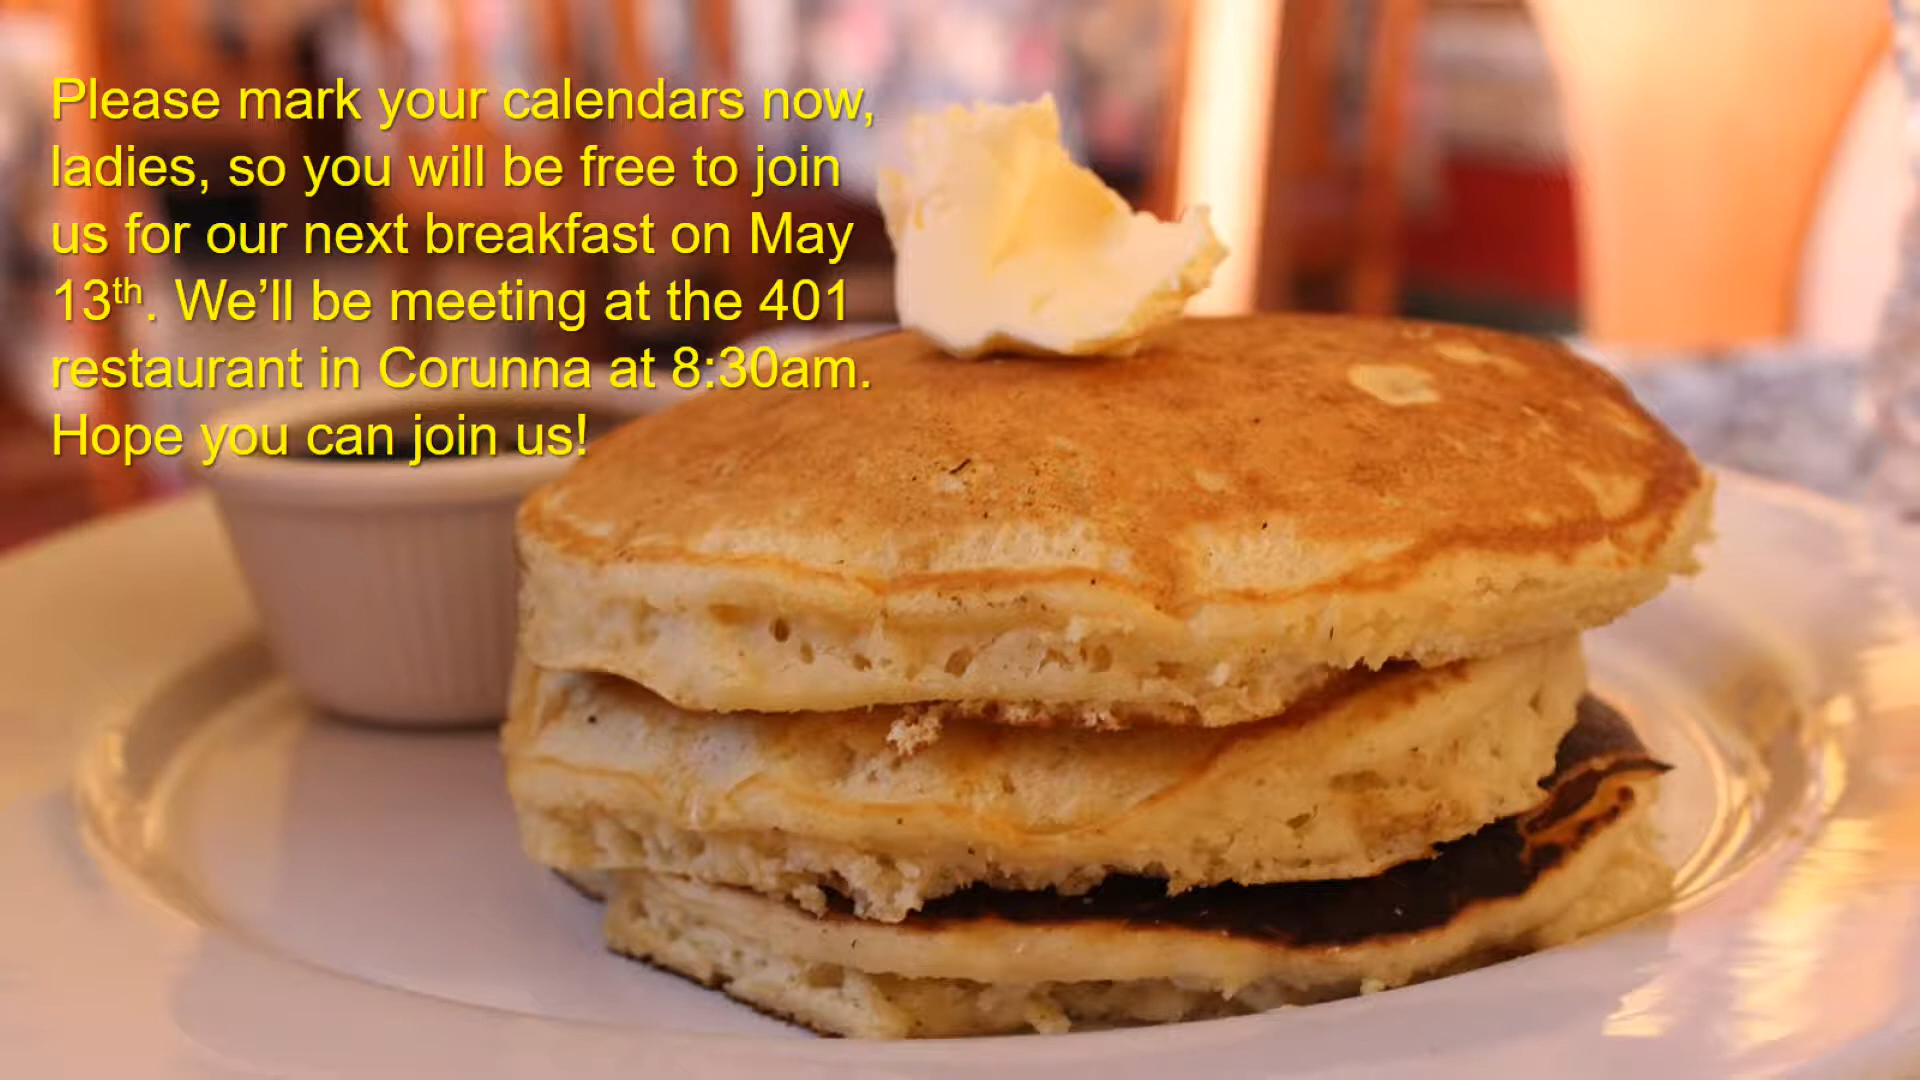 Please mark your calendars now,
ladies, so you will be free to join
us for our next breakfast on May
13th. We’ll be meeting at the 401
restaurant in Corunna at 8:30am.
Hope you can join us!